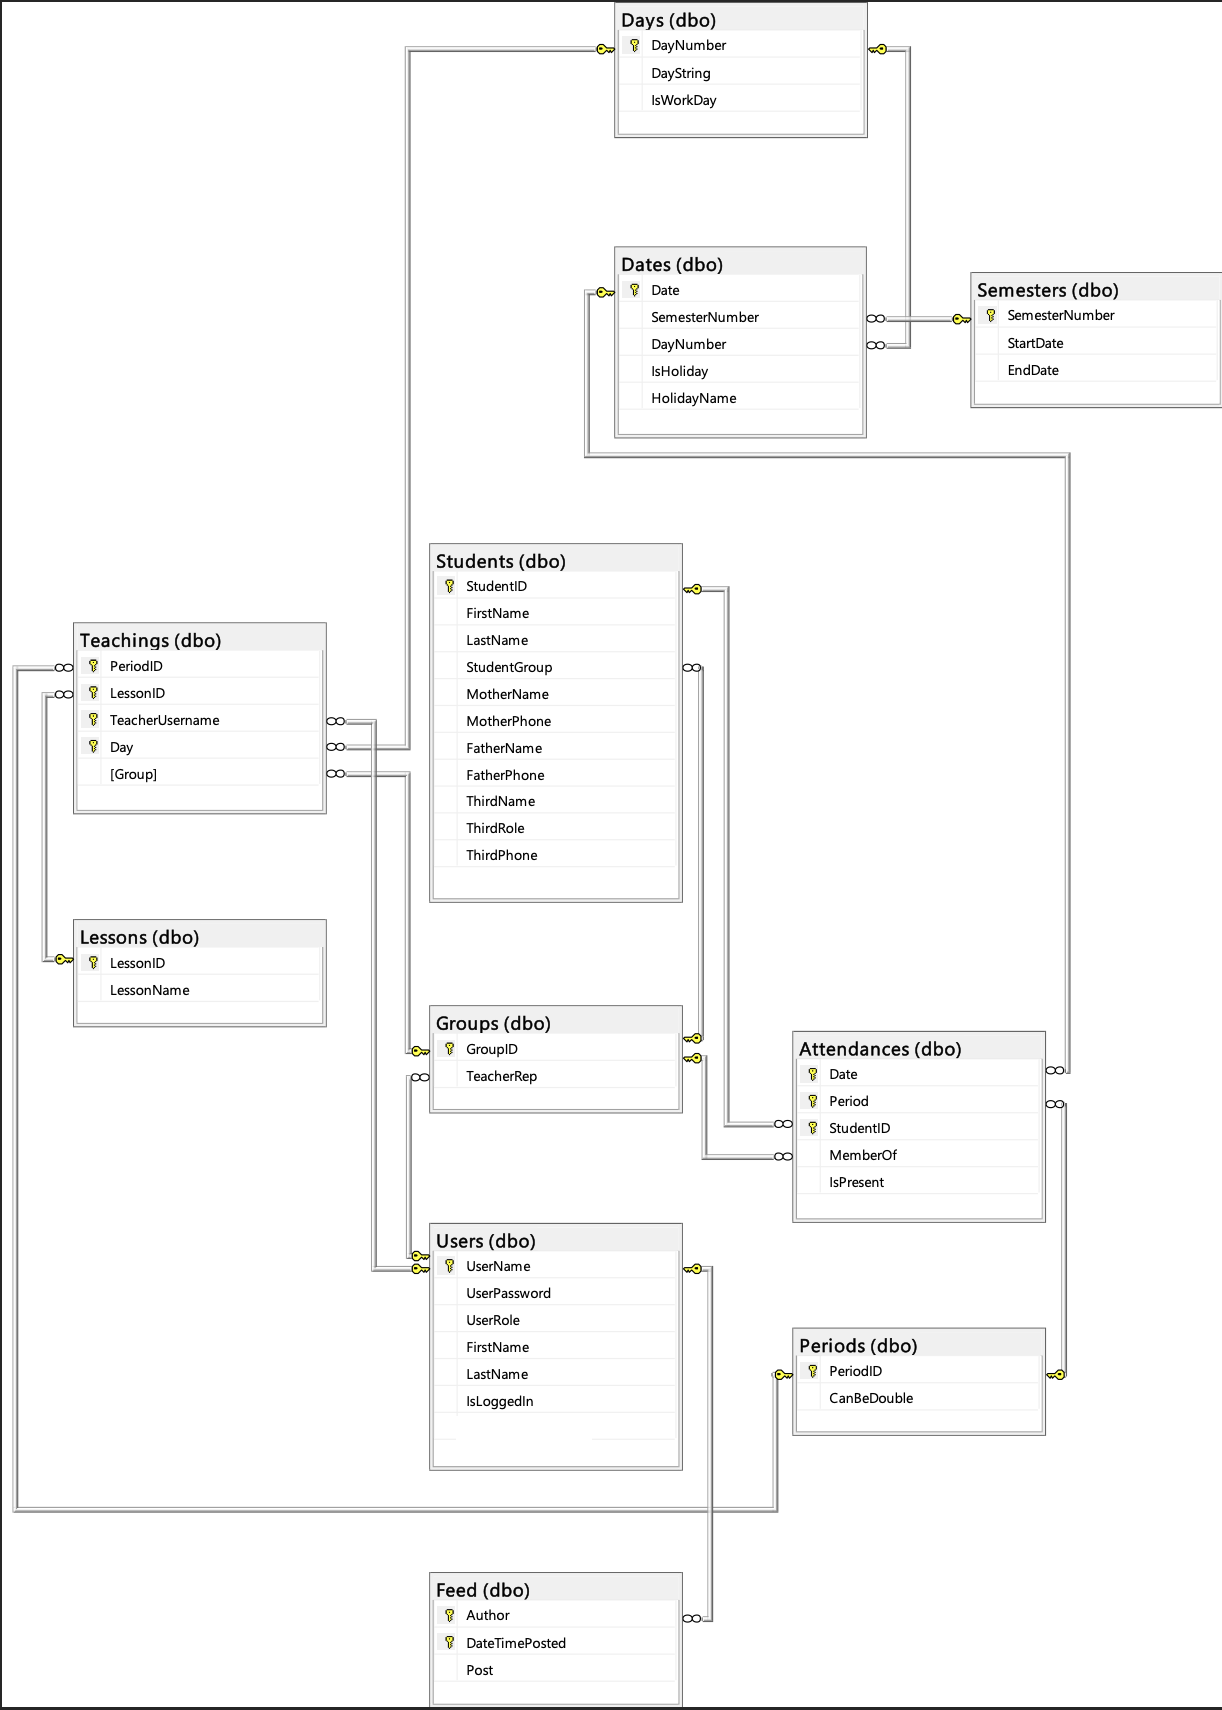 Days (dbo)
DayNumber
DayString
IsWorkDay
Dates (dbo)
Date
SemesterNumber
DayNumber
IsHoliday
HolidayName
Semesters (dbo)
SemesterNumber
StartDate
EndDate
Students (dbo)
StudentID
FirstName
LastName
StudentGroup
MotherName
MotherPhone
FatherName
FatherPhone
ThirdName
ThirdRole
ThirdPhone
Teachings (dbo)
PeriodID
LessonID
TeacherUsername
Day
[Group]
Lessons (dbo)
LessonID
LessonName
Groups (dbo)
GroupID
TeacherRep
Attendances (dbo)
Date
Period
StudentID
MemberOf
IsPresent
Users (dbo)
UserName
UserPassword
UserRole
FirstName
LastName
IsLoggedIn
Periods (dbo)
PeriodID
CanBeDouble
Feed (dbo)
Author
DateTimePosted
Post